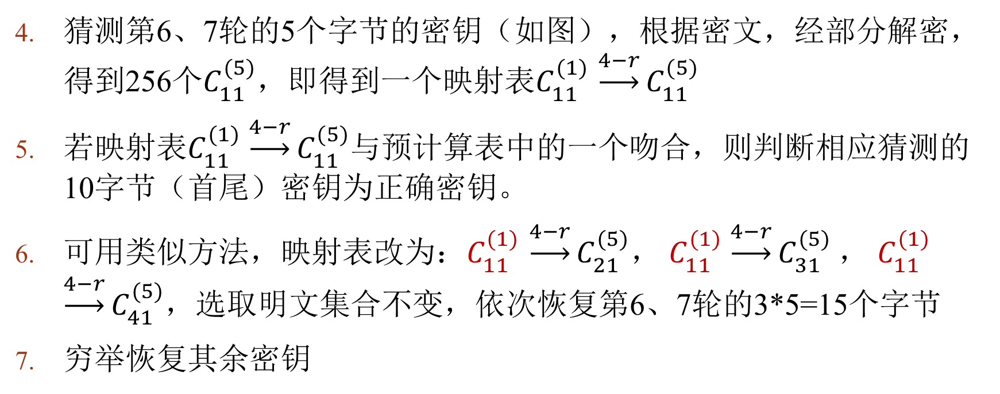 4. 猜测第6、7轮的5个字节的密钥（如图），根据密文，经部分解密，
得到256个$C_{11}^{(5)}$，即得到一个映射表$C_{11}^{(1)} \xrightarrow{4-r} C_{11}^{(5)}$
5. 若映射表$C_{11}^{(1)} \xrightarrow{4-r} C_{11}^{(5)}$与预计算表中的一个吻合，则判断相应猜测的
10字节（首尾）密钥为正确密钥。
6. 可用类似方法，映射表改为：$C_{11}^{(1)} \xrightarrow{4-r} C_{21}^{(5)}$，$C_{11}^{(1)} \xrightarrow{4-r} C_{31}^{(5)}$，$C_{11}^{(1)}$
$\xrightarrow{4-r} C_{41}^{(5)}$，选取明文集合不变，依次恢复第6、7轮的3*5=15个字节
7. 穷举恢复其余密钥